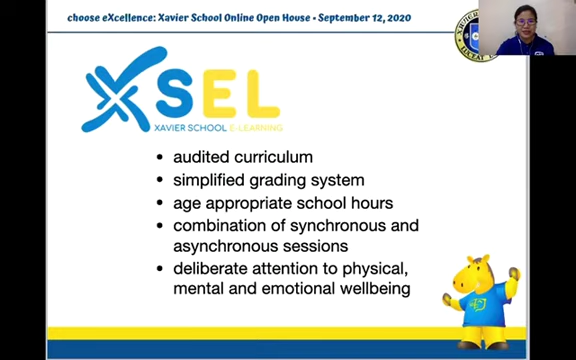 choose eXcellence: Xavier School Online Open House • September 12, 2020
XSEL
XAVIER SCHOOL E-LEARNING
• audited curriculum
• simplified grading system
• age appropriate school hours
• combination of synchronous and
asynchronous sessions
• deliberate attention to physical,
mental and emotional wellbeing